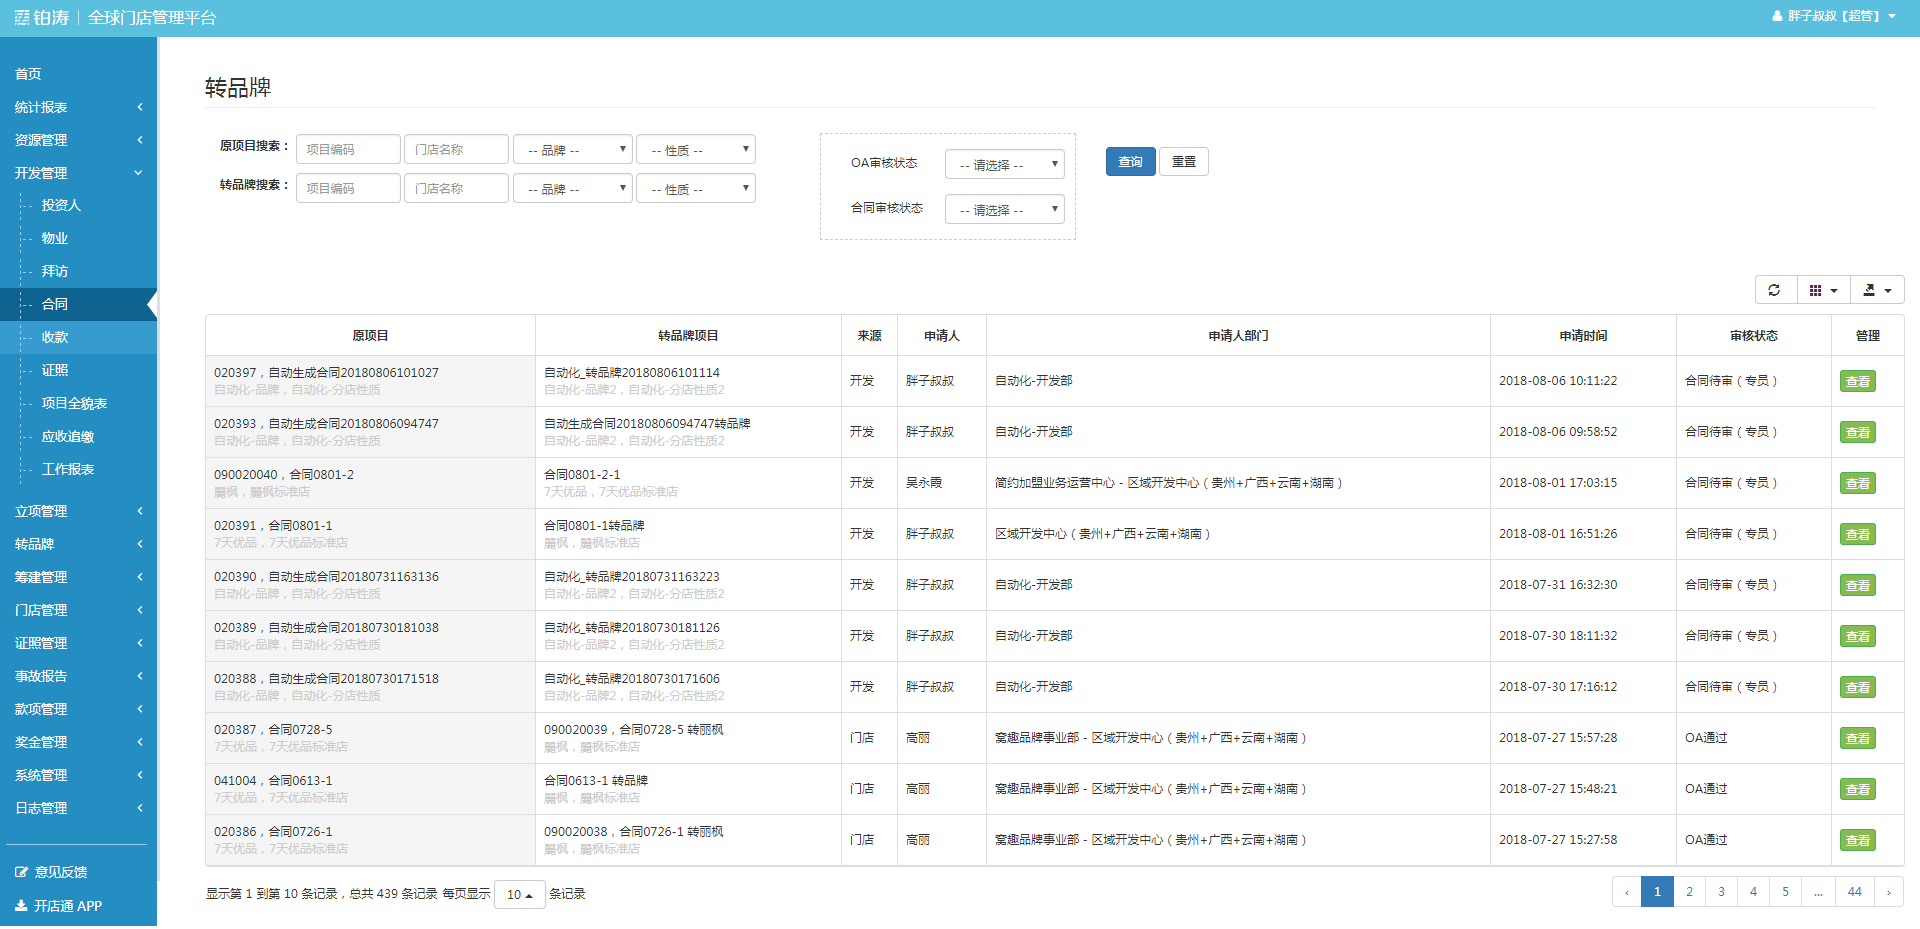 铂涛 | 全球门店管理平台
胖子叔叔【超管】
首页
统计报表
资源管理
开发管理
投资人
物业
拜访
合同
收款
证照
项目全貌表
应收追缴
工作报表
立项管理
转品牌
筹建管理
门店管理
证照管理
事故报告
款项管理
奖金管理
系统管理
日志管理
意见反馈
开店通 APP
转品牌
原项目搜索： 项目编码 门店名称 -- 品牌 -- -- 性质 --
转品牌搜索： 项目编码 门店名称 -- 品牌 -- -- 性质 --
OA审核状态 -- 请选择 --
合同审核状态 -- 请选择 --
查询 重置
原项目 转品牌项目 来源 申请人 申请人部门 申请时间 审核状态 管理
020397，自动生成合同20180806101027 自动化_转品牌20180806101114 开发 胖子叔叔 自动化-开发部 2018-08-06 10:11:22 合同待审（专员） 查看
自动化-品牌，自动化-分店性质 自动化-品牌2，自动化-分店性质2
020393，自动生成合同20180806094747 自动生成合同20180806094747转品牌 开发 胖子叔叔 自动化-开发部 2018-08-06 09:58:52 合同待审（专员） 查看
自动化-品牌，自动化-分店性质 自动化-品牌2，自动化-分店性质2
090020040，合同0801-2 合同0801-2-1 开发 吴永霞 简约加盟业务运营中心 - 区域开发中心（贵州+广西+云南+湖南） 2018-08-01 17:03:15 合同待审（专员） 查看
麗枫，麗枫标准店 7天优品，7天优品标准店
020391，合同0801-1 合同0801-1转品牌 开发 胖子叔叔 区域开发中心（贵州+广西+云南+湖南） 2018-08-01 16:51:26 合同待审（专员） 查看
7天优品，7天优品标准店 麗枫，麗枫标准店
020390，自动生成合同20180731163136 自动化_转品牌20180731163223 开发 胖子叔叔 自动化-开发部 2018-07-31 16:32:30 合同待审（专员） 查看
自动化-品牌，自动化-分店性质 自动化-品牌2，自动化-分店性质2
020389，自动生成合同20180730181038 自动化_转品牌20180730181126 开发 胖子叔叔 自动化-开发部 2018-07-30 18:11:32 合同待审（专员） 查看
自动化-品牌，自动化-分店性质 自动化-品牌2，自动化-分店性质2
020388，自动生成合同20180730171518 自动化_转品牌20180730171606 开发 胖子叔叔 自动化-开发部 2018-07-30 17:16:12 合同待审（专员） 查看
自动化-品牌，自动化-分店性质 自动化-品牌2，自动化-分店性质2
020387，合同0728-5 090020039，合同0728-5 转丽枫 门店 高丽 窝趣品牌事业部 - 区域开发中心（贵州+广西+云南+湖南） 2018-07-27 15:57:28 OA通过 查看
7天优品，7天优品标准店 麗枫，麗枫标准店
041004，合同0613-1 合同0613-1 转品牌 门店 高丽 窝趣品牌事业部 - 区域开发中心（贵州+广西+云南+湖南） 2018-07-27 15:48:21 OA通过 查看
7天优品，7天优品标准店 麗枫，麗枫标准店
020386，合同0726-1 090020038，合同0726-1 转丽枫 门店 高丽 窝趣品牌事业部 - 区域开发中心（贵州+广西+云南+湖南） 2018-07-27 15:27:58 OA通过 查看
7天优品，7天优品标准店 麗枫，麗枫标准店
显示第 1 到第 10 条记录，总共 439 条记录 每页显示 10 条记录
‹ 1 2 3 4 5 ... 44 ›